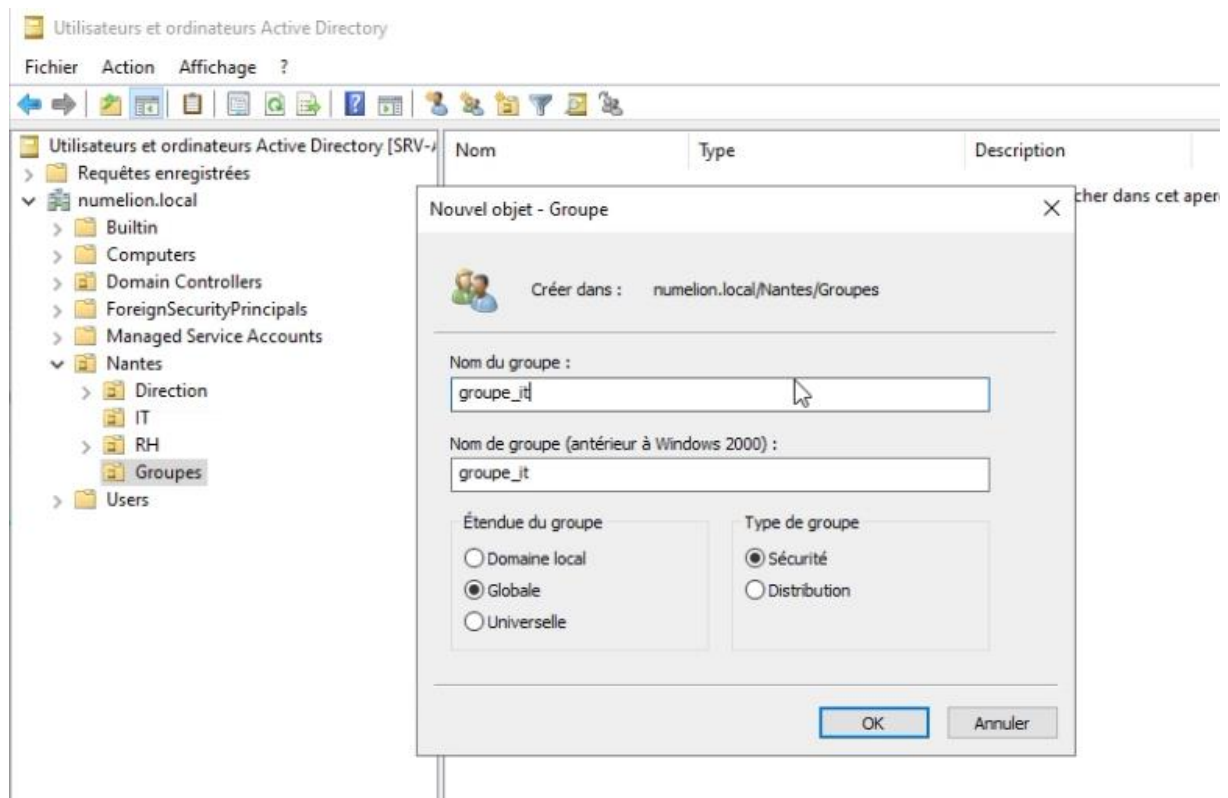 Utilisateurs et ordinateurs Active Directory
Fichier Action Affichage ?
Utilisateurs et ordinateurs Active Directory [SRV-A
Nom Type Description
Requêtes enregistrées
numelion.local
Builtin
Computers
Domain Controllers
ForeignSecurityPrincipals
Managed Service Accounts
Nantes
Direction
IT
RH
Groupes
Users
cher dans cet aper
Nouvel objet - Groupe
Créer dans : numelion.local/Nantes/Groupes
Nom du groupe :
groupe_it
Nom de groupe (antérieur à Windows 2000) :
groupe_it
Étendue du groupe
Domaine local
Globale
Universelle
Type de groupe
Sécurité
Distribution
OK Annuler